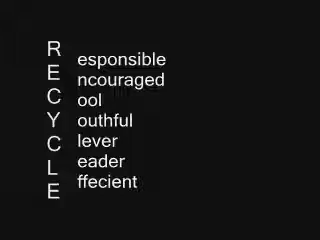 R esponsible
E ncouraged
C ool
Y outhful
C lever
L eader
E ffecient